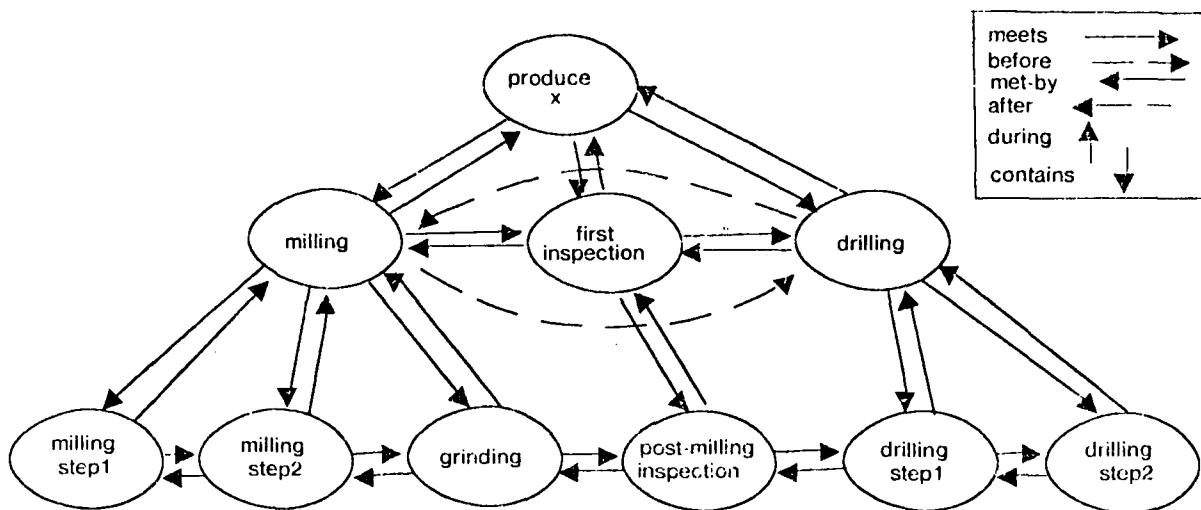 meets
before
met-by
after
during
contains
produce
x
milling
first
inspection
drilling
milling
step1
milling
step2
grinding
post-milling
inspection
drilling
step1
drilling
step2